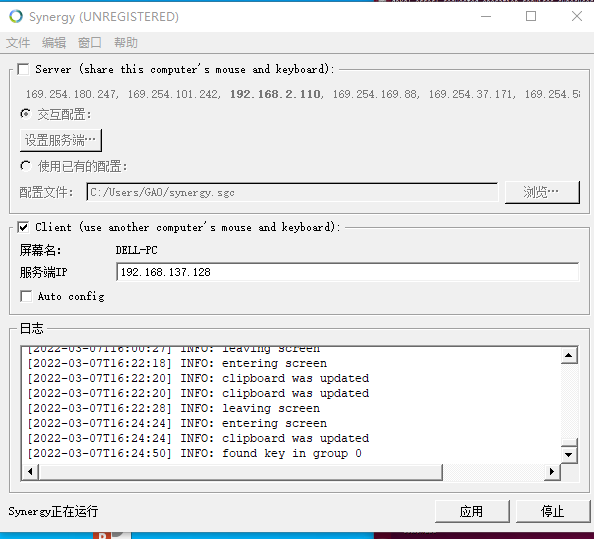 Synergy (UNREGISTERED)
文件 编辑 窗口 帮助
Server (share this computer's mouse and keyboard):
169.254.180.247, 169.254.101.242, 192.168.2.110, 169.254.169.88, 169.254.37.171, 169.254.58
交互配置:
设置服务端…
使用已有的配置:
配置文件: C:/Users/GAO/synergy.sgc 浏览…
Client (use another computer's mouse and keyboard):
屏幕名: DELL-PC
服务端IP 192.168.137.128
Auto config
日志
[2022-03-07T16:00:27] INFO: leaving screen
[2022-03-07T16:22:18] INFO: entering screen
[2022-03-07T16:22:20] INFO: clipboard was updated
[2022-03-07T16:22:20] INFO: clipboard was updated
[2022-03-07T16:22:28] INFO: leaving screen
[2022-03-07T16:24:24] INFO: entering screen
[2022-03-07T16:24:24] INFO: clipboard was updated
[2022-03-07T16:24:50] INFO: found key in group 0
Synergy正在运行 应用 停止